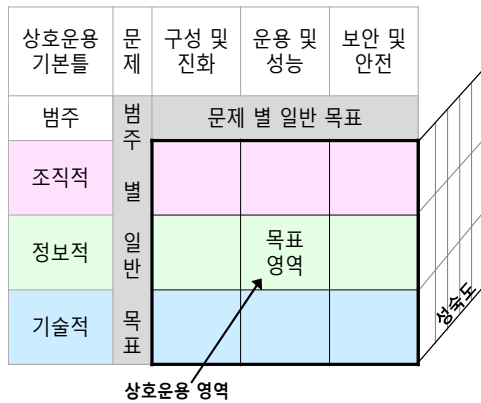 상호운용
기본틀
문
제
구성 및
진화
운용 및
성능
보안 및
안전
범주
범
주
별
일
반
목
표
문제 별 일반 목표
조직적
정보적
목표
영역
기술적
성숙도
상호운용 영역